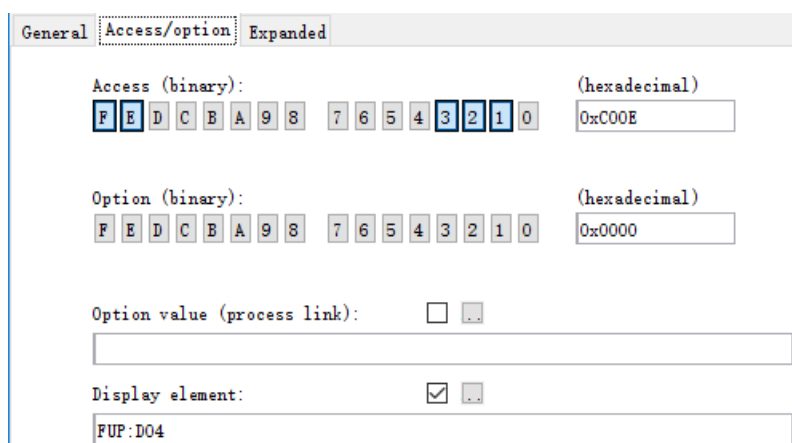 General Access/option Expanded
Access (binary): (hexadecimal)
F E D C B A 9 8 7 6 5 4 3 2 1 0 0xC00E
Option (binary): (hexadecimal)
F E D C B A 9 8 7 6 5 4 3 2 1 0 0x0000
Option value (process link): ..
Display element: ..
FUP:DO4